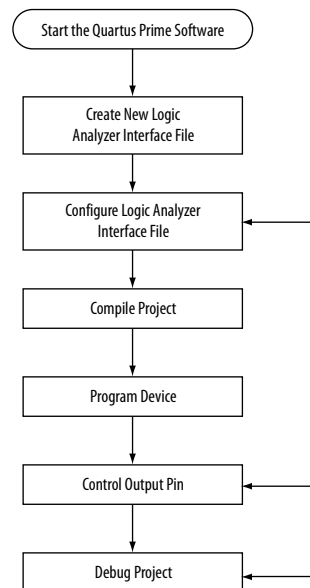 Start the Quartus Prime Software
Create New Logic
Analyzer Interface File
Configure Logic Analyzer
Interface File
Compile Project
Program Device
Control Output Pin
Debug Project